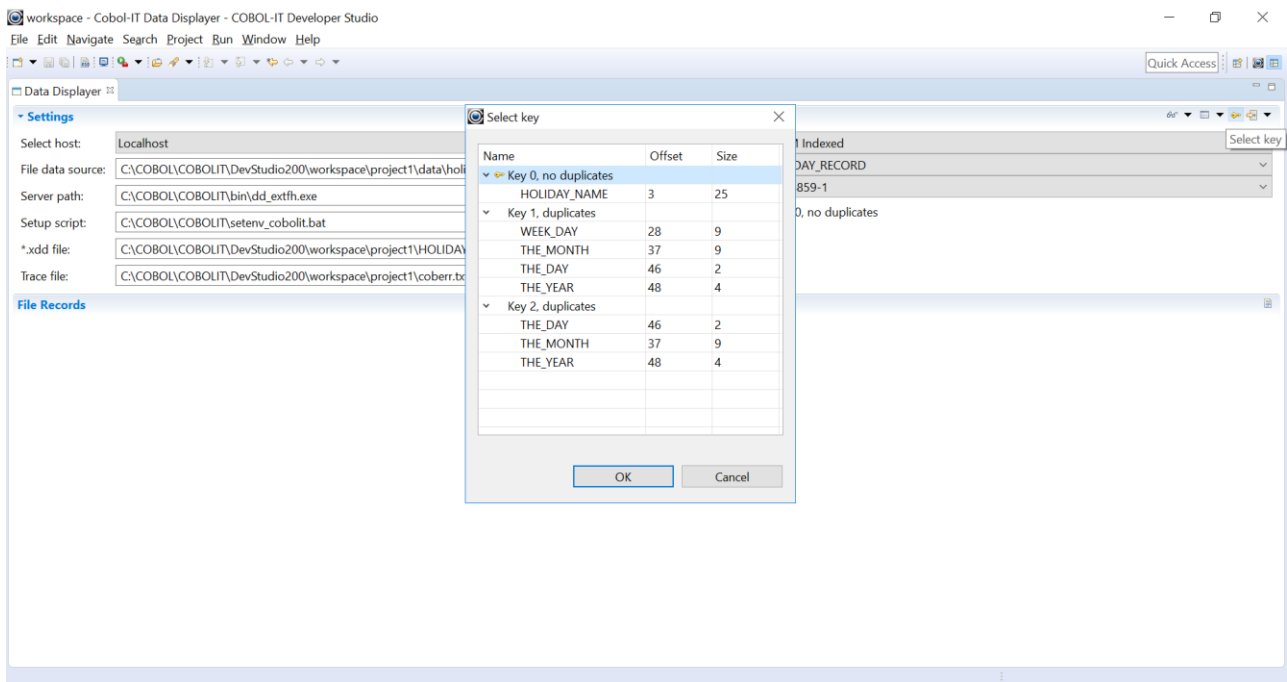 workspace - Cobol-IT Data Displayer - COBOL-IT Developer Studio
File Edit Navigate Search Project Run Window Help
Quick Access
Data Displayer
Settings
Select key
Select host: Localhost
File data source: C:\COBOL\COBOLIT\DevStudio200\workspace\project1\data\holi
Server path: C:\COBOL\COBOLIT\bin\dd_extfh.exe
Setup script: C:\COBOL\COBOLIT\setenv_cobolit.bat
*.xdd file: C:\COBOL\COBOLIT\DevStudio200\workspace\project1\HOLIDAY
Trace file: C:\COBOL\COBOLIT\DevStudio200\workspace\project1\coberr.tx
File Records
Select key
Name Offset Size
Key 0, no duplicates
HOLIDAY_NAME 3 25
Key 1, duplicates
WEEK_DAY 28 9
THE_MONTH 37 9
THE_DAY 46 2
THE_YEAR 48 4
Key 2, duplicates
THE_DAY 46 2
THE_MONTH 37 9
THE_YEAR 48 4
OK Cancel
Indexed
DAY_RECORD
859-1
0, no duplicates